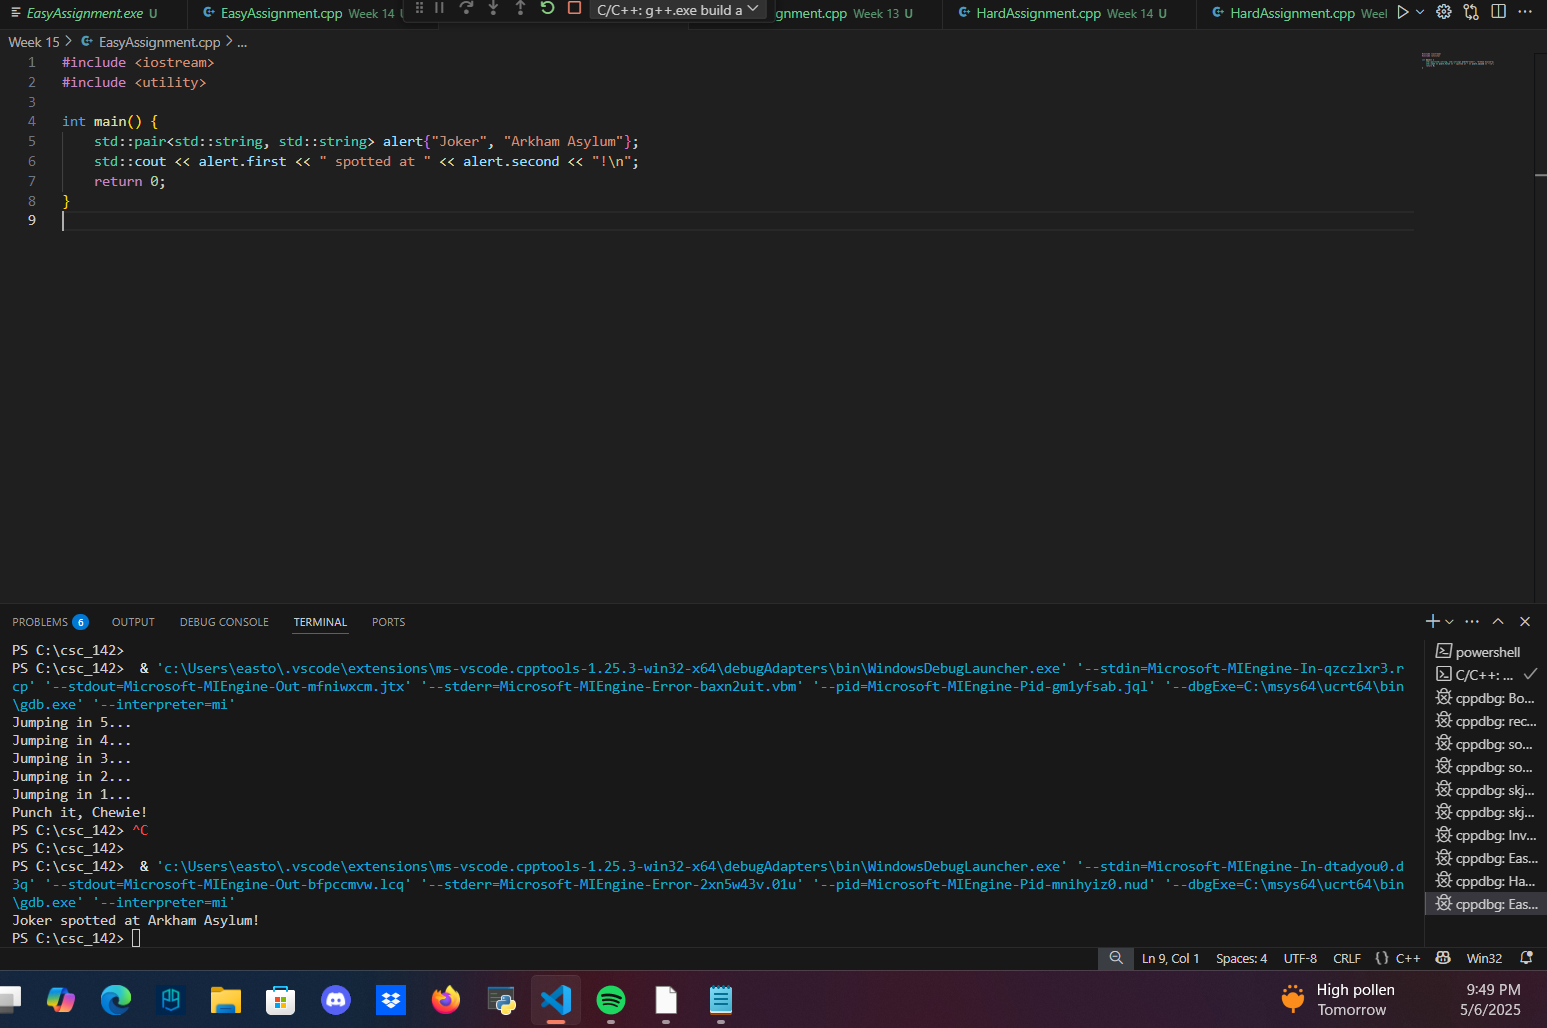 EasyAssignment.exe U
EasyAssignment.cpp Week 14 U
C/C++: g++.exe build a
gnment.cpp Week 13 U
HardAssignment.cpp Week 14 U
HardAssignment.cpp Weel
Week 15 > EasyAssignment.cpp > ...
1 #include <iostream>
2 #include <utility>
3
4 int main() {
5 std::pair<std::string, std::string> alert{"Joker", "Arkham Asylum"};
6 std::cout << alert.first << " spotted at " << alert.second << "!\n";
7 return 0;
8 }
9
PROBLEMS 6 OUTPUT DEBUG CONSOLE TERMINAL PORTS
PS C:\csc_142>
PS C:\csc_142>  & 'c:\Users\easto\.vscode\extensions\ms-vscode.cpptools-1.25.3-win32-x64\debugAdapters\bin\WindowsDebugLauncher.exe' '--stdin=Microsoft-MIEngine-In-qzczlxr3.r
cp' '--stdout=Microsoft-MIEngine-Out-mfniwxcm.jtx' '--stderr=Microsoft-MIEngine-Error-baxn2uit.vbm' '--pid=Microsoft-MIEngine-Pid-gm1yfsab.jql' '--dbgExe=C:\msys64\ucrt64\bin
\gdb.exe' '--interpreter=mi'
Jumping in 5...
Jumping in 4...
Jumping in 3...
Jumping in 2...
Jumping in 1...
Punch it, Chewie!
PS C:\csc_142> ^C
PS C:\csc_142>
PS C:\csc_142>  & 'c:\Users\easto\.vscode\extensions\ms-vscode.cpptools-1.25.3-win32-x64\debugAdapters\bin\WindowsDebugLauncher.exe' '--stdin=Microsoft-MIEngine-In-dtadyou0.d
3q' '--stdout=Microsoft-MIEngine-Out-bfpccmvw.lcq' '--stderr=Microsoft-MIEngine-Error-2xn5w43v.01u' '--pid=Microsoft-MIEngine-Pid-mnihyiz0.nud' '--dbgExe=C:\msys64\ucrt64\bin
\gdb.exe' '--interpreter=mi'
Joker spotted at Arkham Asylum!
PS C:\csc_142>
powershell
C/C++: ...
cppdbg: Bo...
cppdbg: rec...
cppdbg: so...
cppdbg: so...
cppdbg: skj...
cppdbg: skj...
cppdbg: Inv...
cppdbg: Eas...
cppdbg: Ha...
cppdbg: Eas...
Ln 9, Col 1 Spaces: 4 UTF-8 CRLF {} C++ Win32
High pollen
Tomorrow
9:49 PM
5/6/2025